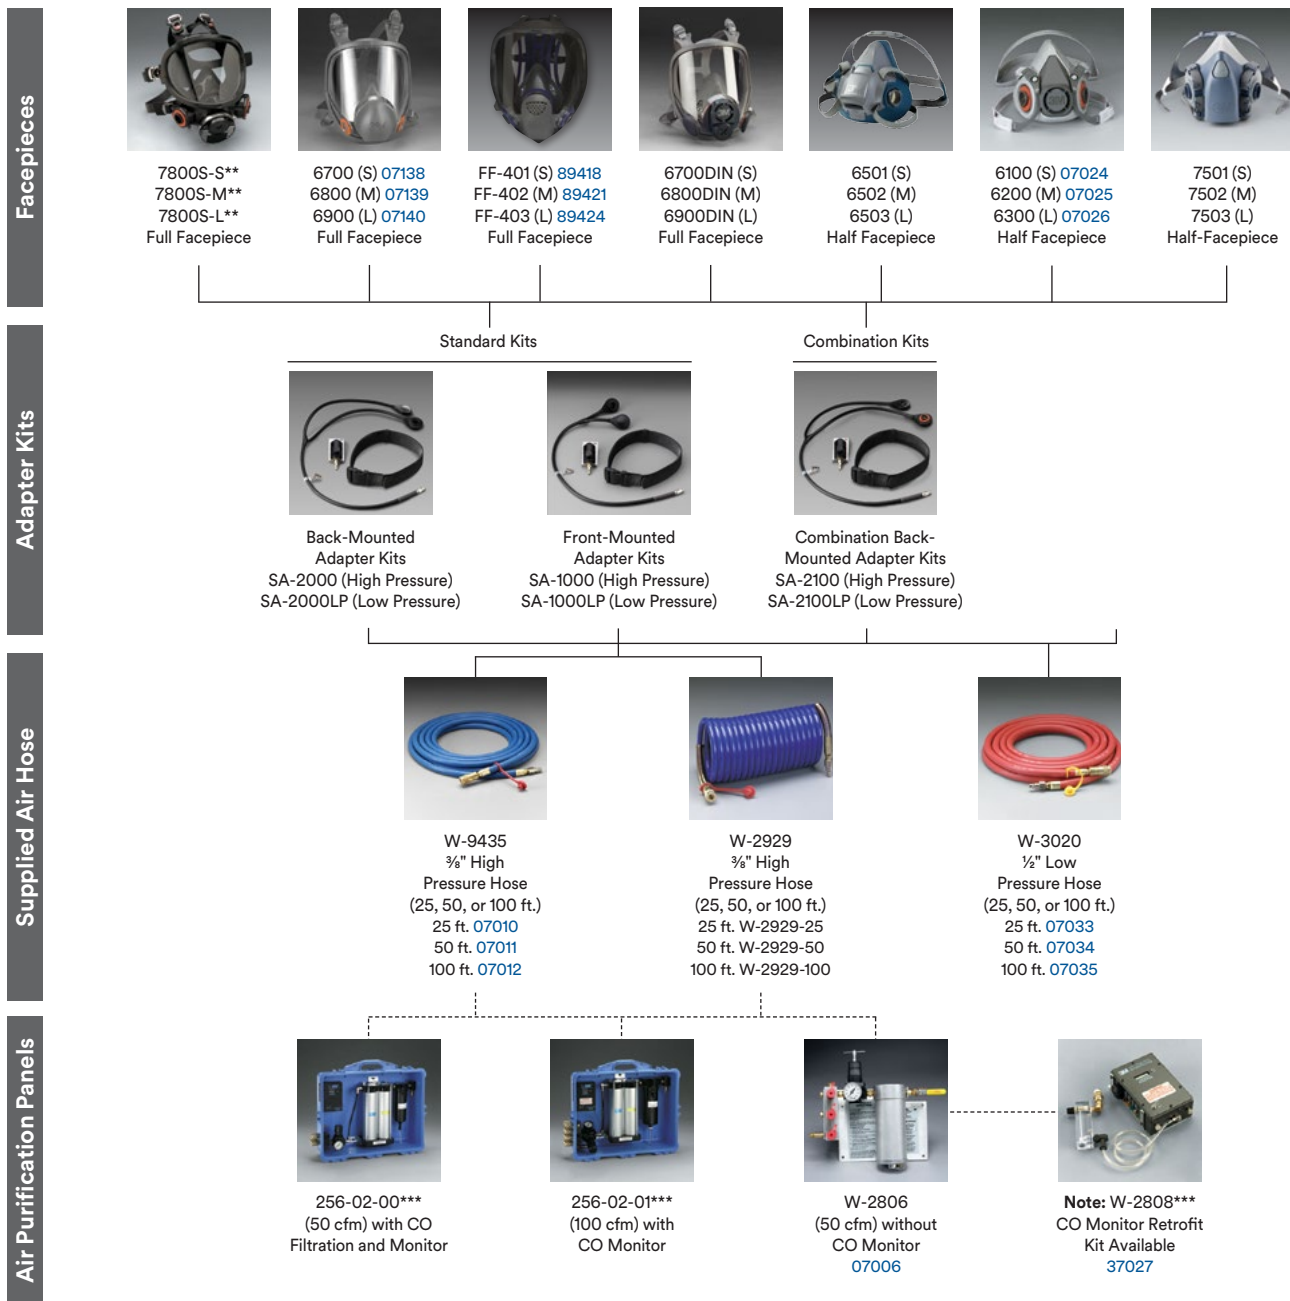 Facepieces
7800S-S**
7800S-M**
7800S-L**
Full Facepiece
6700 (S) 07138
6800 (M) 07139
6900 (L) 07140
Full Facepiece
FF-401 (S) 89418
FF-402 (M) 89421
FF-403 (L) 89424
Full Facepiece
6700DIN (S)
6800DIN (M)
6900DIN (L)
Full Facepiece
6501 (S)
6502 (M)
6503 (L)
Half Facepiece
6100 (S) 07024
6200 (M) 07025
6300 (L) 07026
Half Facepiece
7501 (S)
7502 (M)
7503 (L)
Half-Facepiece
Adapter Kits
Standard Kits
Combination Kits
Back-Mounted
Adapter Kits
SA-2000 (High Pressure)
SA-2000LP (Low Pressure)
Front-Mounted
Adapter Kits
SA-1000 (High Pressure)
SA-1000LP (Low Pressure)
Combination Back-
Mounted Adapter Kits
SA-2100 (High Pressure)
SA-2100LP (Low Pressure)
Supplied Air Hose
W-9435
⅜" High
Pressure Hose
(25, 50, or 100 ft.)
25 ft. 07010
50 ft. 07011
100 ft. 07012
W-2929
⅜" High
Pressure Hose
(25, 50, or 100 ft.)
25 ft. W-2929-25
50 ft. W-2929-50
100 ft. W-2929-100
W-3020
½" Low
Pressure Hose
(25, 50, or 100 ft.)
25 ft. 07033
50 ft. 07034
100 ft. 07035
Air Purification Panels
256-02-00***
(50 cfm) with CO
Filtration and Monitor
256-02-01***
(100 cfm) with
CO Monitor
W-2806
(50 cfm) without
CO Monitor
07006
Note: W-2808***
CO Monitor Retrofit
Kit Available
37027